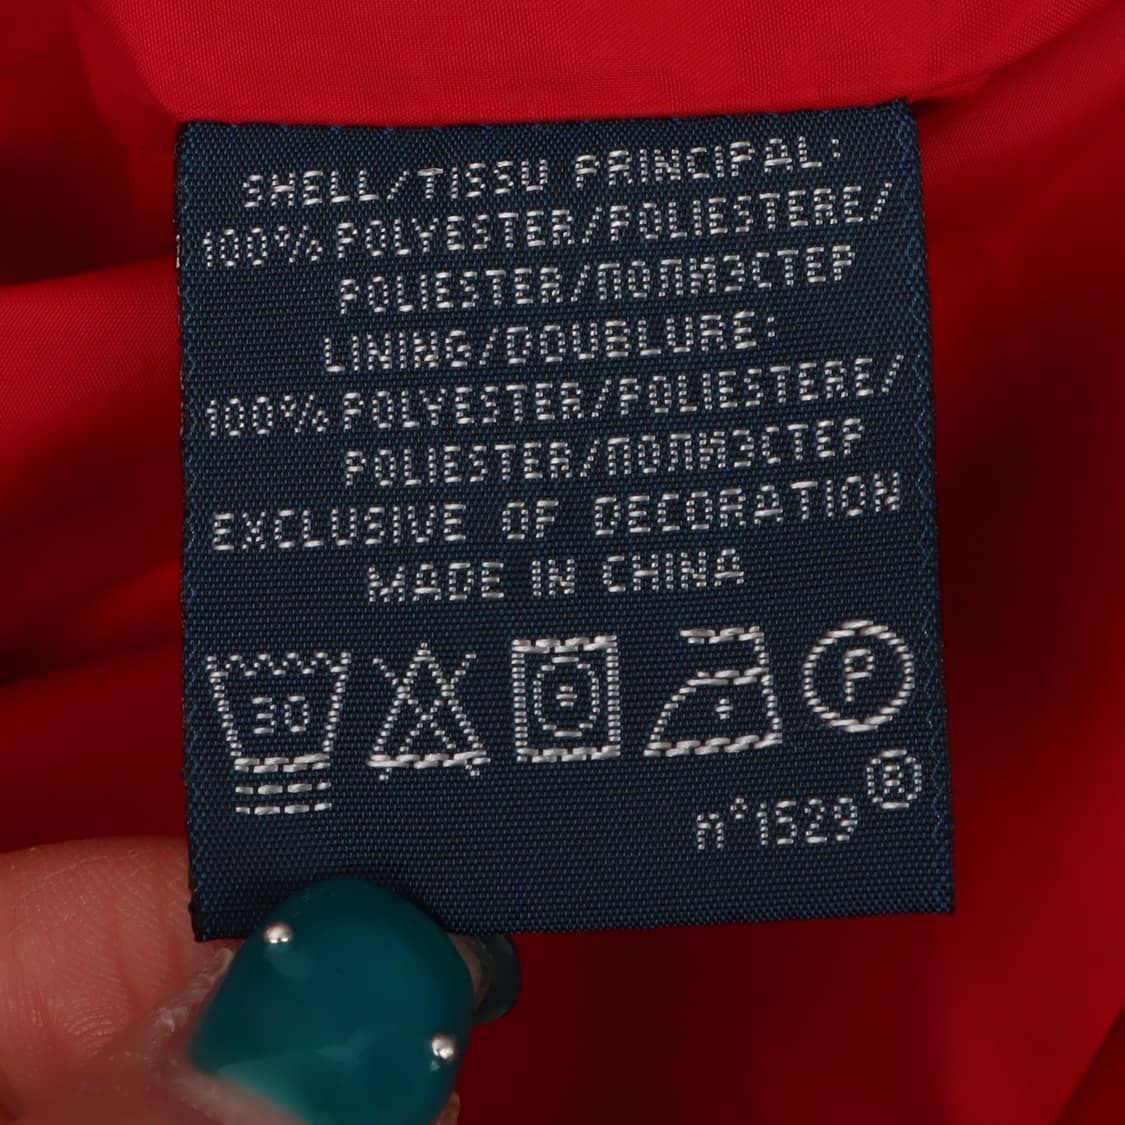 SHELL/TISSU PRINCIPAL:
100% POLYESTER/POLIESTERE/
POLIESTER/ПОЛИЭСТЕР
LINING/DOUBLURE:
100% POLYESTER/POLIESTERE/
POLIESTER/ПОЛИЭСТЕР
EXCLUSIVE OF DECORATION
MADE IN CHINA
30 P
®
n°1529